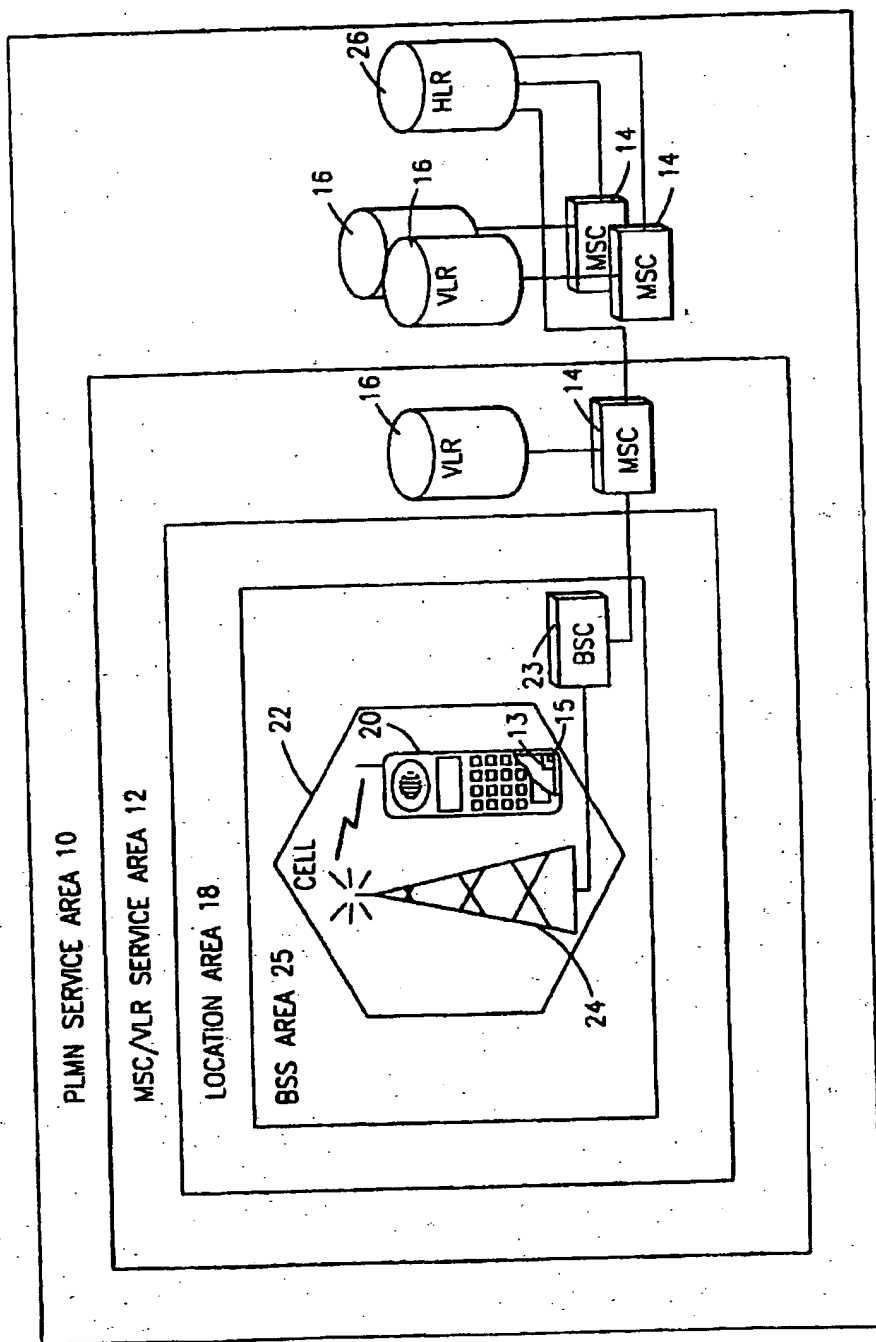 PLMN SERVICE AREA 10
MSC/VLR SERVICE AREA 12
LOCATION AREA 18
BSS AREA 25
CELL
22
20
13
15
24
23
BSC
16
VLR
14
MSC
16
16
VLR
14
MSC
14
MSC
26
HLR